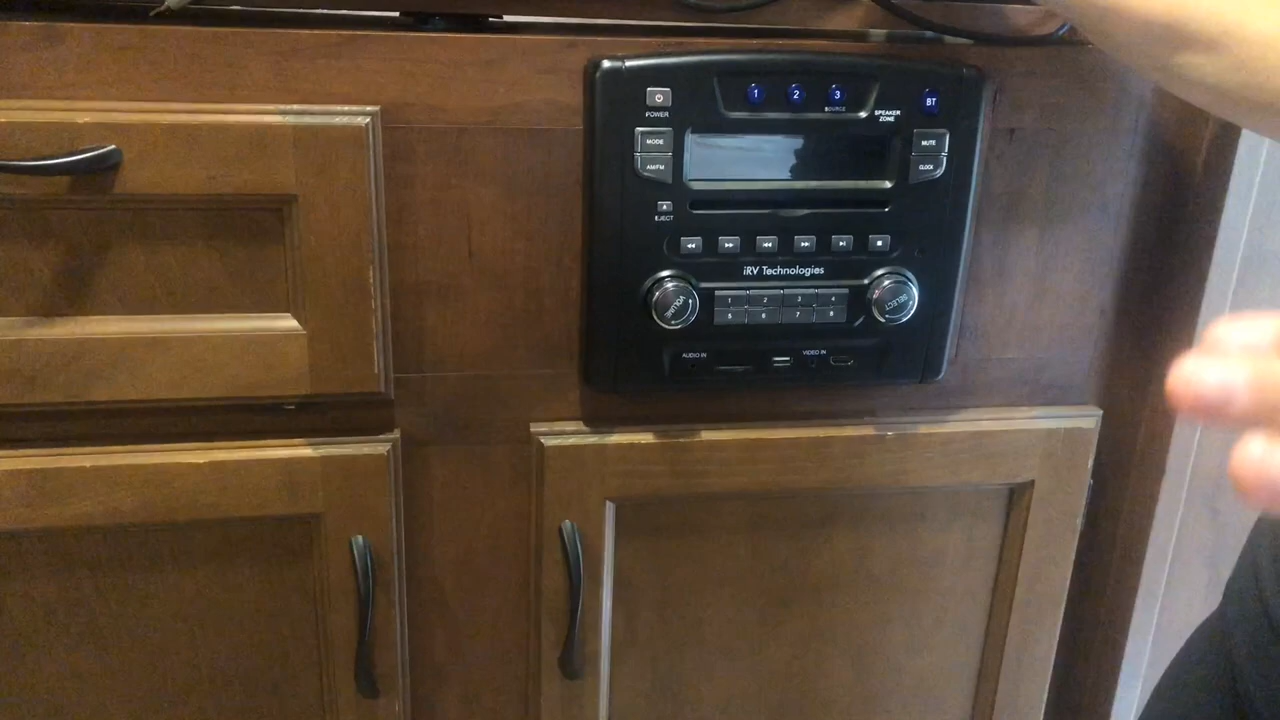 1 2 3
SOURCE
BT
POWER
SPEAKER
ZONE
MODE
MUTE
AM/FM
CLOCK
EJECT
iRV Technologies
VOLUME
1 2 3 4
5 6 7 8
SELECT
AUDIO IN
VIDEO IN